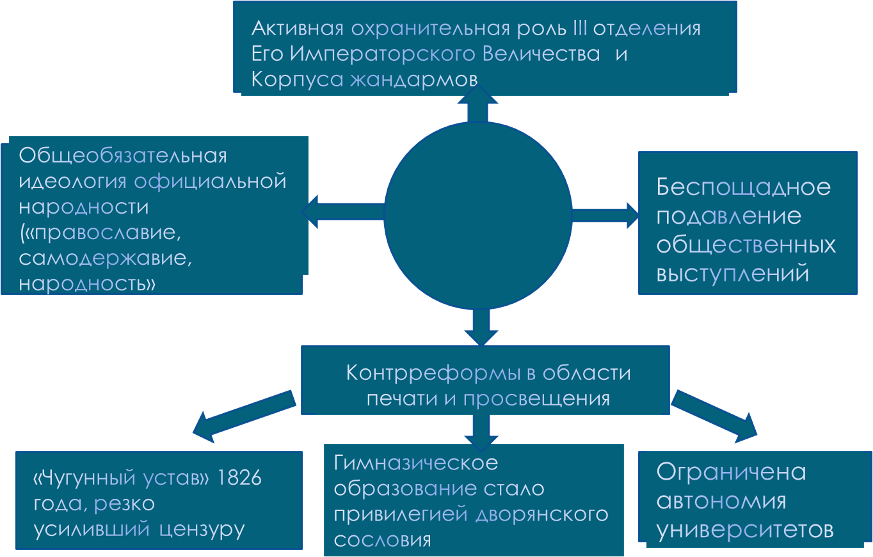 Активная охранительная роль III отделения
Его Императорского Величества и
Корпуса жандармов
Общеобязательная
идеология официальной
народности
(«православие,
самодержавие,
народность»
Беспощадное
подавление
общественных
выступлений
Контрреформы в области
печати и просвещения
«Чугунный устав» 1826
года, резко
усиливший цензуру
Гимназическое
образование стало
привилегией дворянского
сословия
Ограничена
автономия
университетов